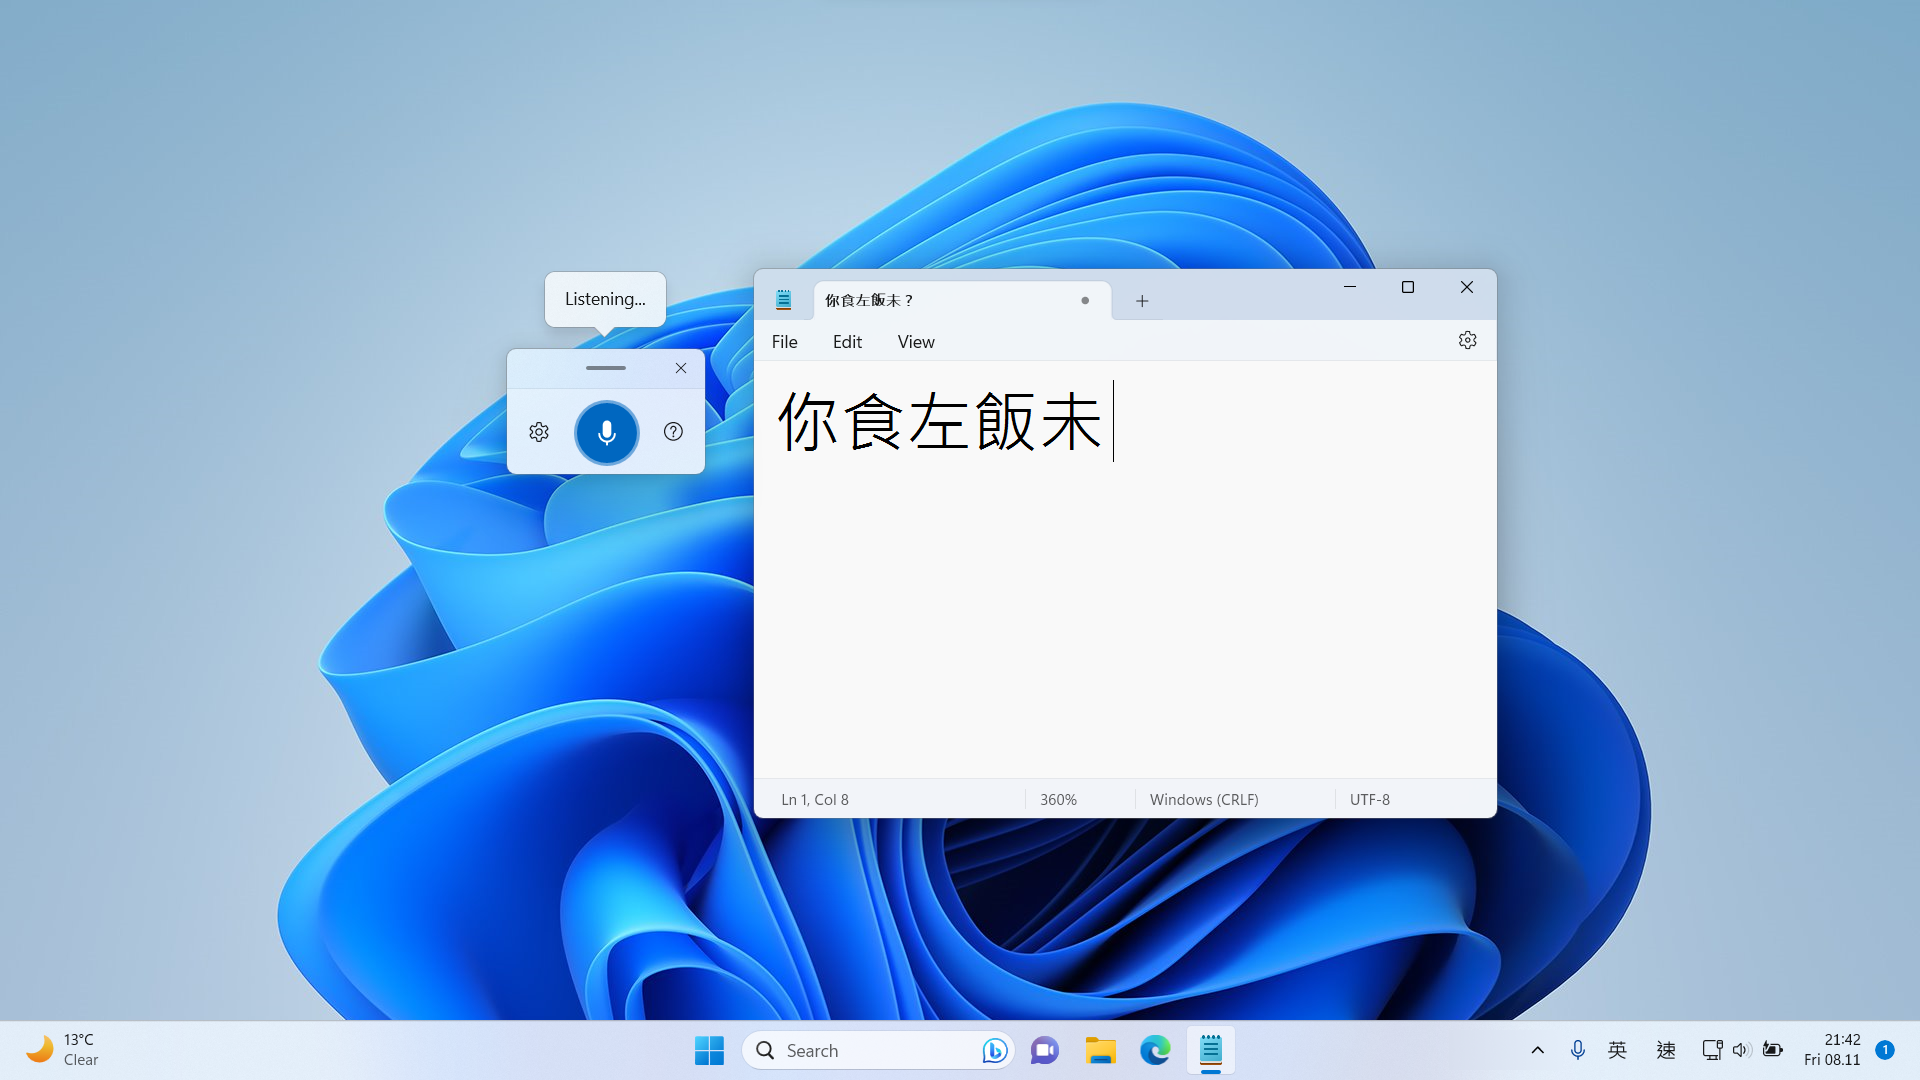 Listening...
你食左飯未？
File Edit View
你食左飯未
Ln 1, Col 8 360% Windows (CRLF) UTF-8
13°C
Clear
Search
英 速
21:42
Fri 08.11
1